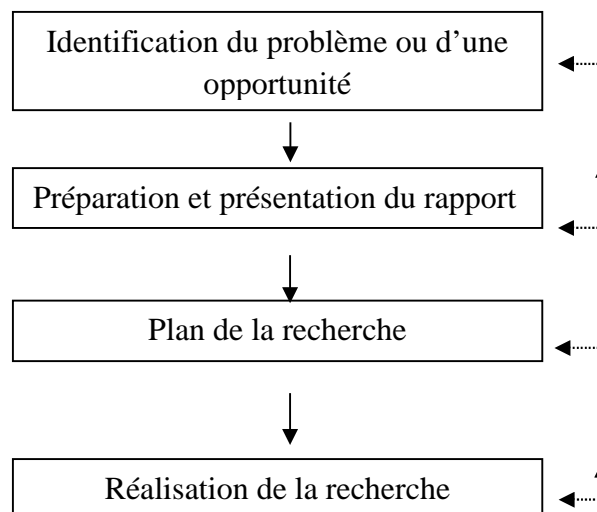 Identification du problème ou d’une
opportunité
Préparation et présentation du rapport
Plan de la recherche
Réalisation de la recherche